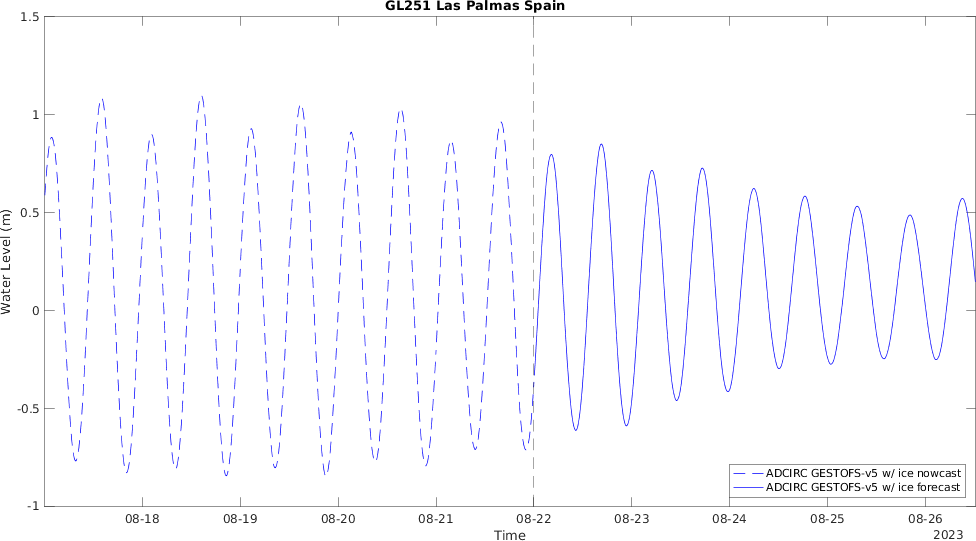 GL251 Las Palmas Spain
1.5
1
0.5
0
-0.5
-1
Water Level (m)
08-18 08-19 08-20 08-21 08-22 08-23 08-24 08-25 08-26
Time
2023
ADCIRC GESTOFS-v5 w/ ice nowcast
ADCIRC GESTOFS-v5 w/ ice forecast